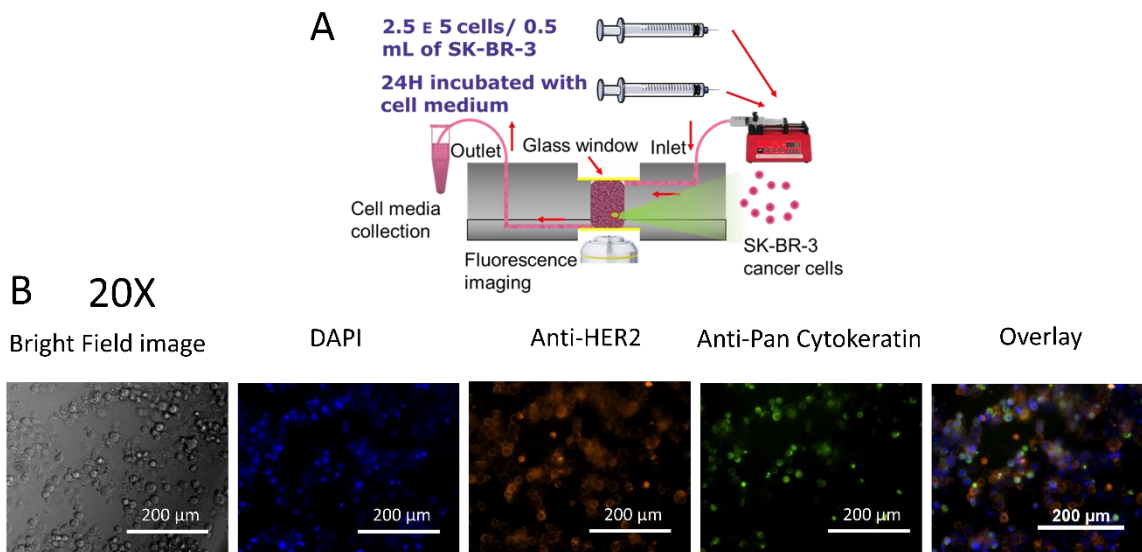 A
2.5 E 5 cells/ 0.5
mL of SK-BR-3
24H incubated with
cell medium
Outlet
Glass window
Inlet
Cell media
collection
Fluorescence
imaging
SK-BR-3
cancer cells
B 20X
Bright Field image
DAPI
Anti-HER2
Anti-Pan Cytokeratin
Overlay
200 µm
200 µm
200 µm
200 µm
200 µm